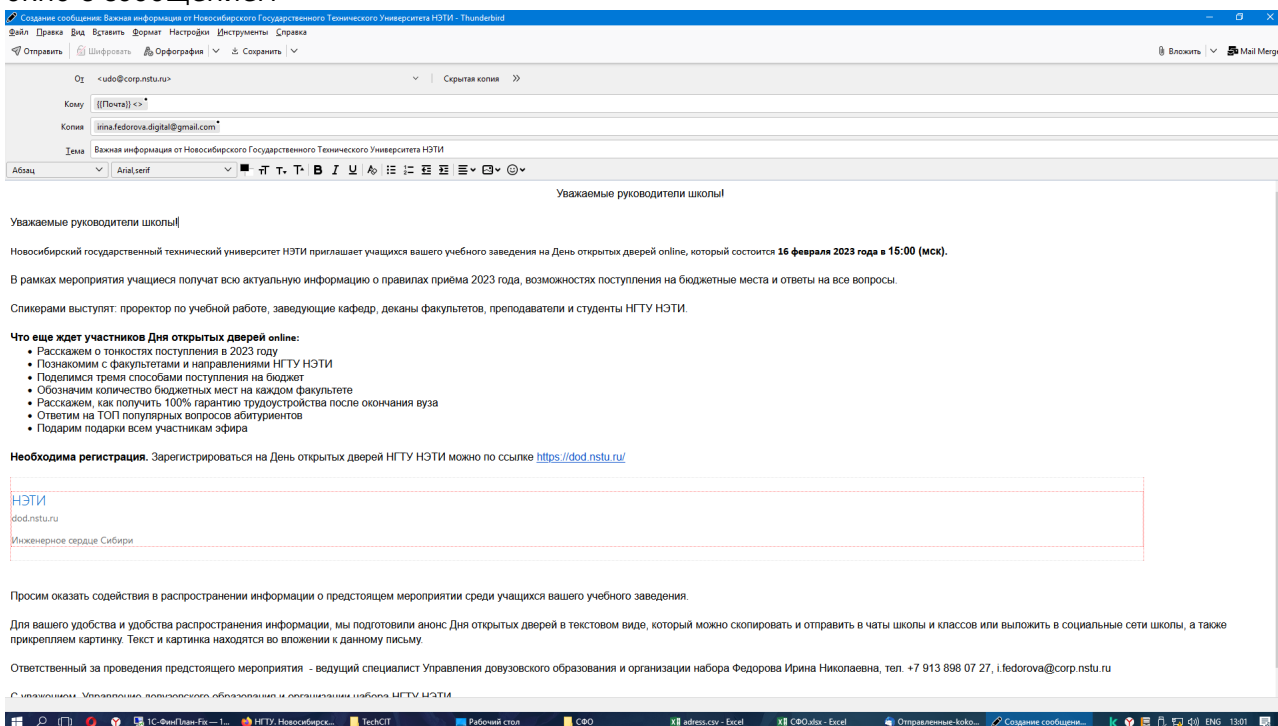 Создание сообщения: Важная информация от Новосибирского Государственного Технического Университета НЭТИ - Thunderbird
Файл Правка Вид Вставить Формат Настройки Инструменты Справка
Отправить Шифровать Орфография Сохранить Вложить Mail Merge
От <udo@corp.nstu.ru> Скрытая копия
Кому {{Почта}} <>
Копия irina.fedorova.digital@gmail.com
Тема Важная информация от Новосибирского Государственного Технического Университета НЭТИ
Абзац Arial,serif
Уважаемые руководители школы!
Уважаемые руководители школы!
Новосибирский государственный технический университет НЭТИ приглашает учащихся вашего учебного заведения на День открытых дверей online, который состоится 16 февраля 2023 года в 15:00 (мск).
В рамках мероприятия учащиеся получат всю актуальную информацию о правилах приёма 2023 года, возможностях поступления на бюджетные места и ответы на все вопросы.
Спикерами выступят: проректор по учебной работе, заведующие кафедр, деканы факультетов, преподаватели и студенты НГТУ НЭТИ.
Что еще ждет участников Дня открытых дверей online:
• Расскажем о тонкостях поступления в 2023 году
• Познакомим с факультетами и направлениями НГТУ НЭТИ
• Поделимся тремя способами поступления на бюджет
• Обозначим количество бюджетных мест на каждом факультете
• Расскажем, как получить 100% гарантию трудоустройства после окончания вуза
• Ответим на ТОП популярных вопросов абитуриентов
• Подарим подарки всем участникам эфира
Необходима регистрация. Зарегистрироваться на День открытых дверей НГТУ НЭТИ можно по ссылке https://dod.nstu.ru/
НЭТИ
dod.nstu.ru
Инженерное сердце Сибири
Просим оказать содействия в распространении информации о предстоящем мероприятии среди учащихся вашего учебного заведения.
Для вашего удобства и удобства распространения информации, мы подготовили анонс Дня открытых дверей в текстовом виде, который можно скопировать и отправить в чаты школы и классов или выложить в социальные сети школы, а также
прикрепляем картинку. Текст и картинка находятся во вложении к данному письму.
Ответственный за проведения предстоящего мероприятия - ведущий специалист Управления довузовского образования и организации набора Федорова Ирина Николаевна, тел. +7 913 898 07 27, i.fedorova@corp.nstu.ru
С уважением, Управление довузовского образования и организации набора НГТУ НЭТИ
1С-ФинПлан-Fix — 1... НГТУ. Новосибирск... TechCIT Рабочий стол СФО adress.csv - Excel СФО.xlsx - Excel Отправленные-koko... Создание сообщени... ENG 13:01